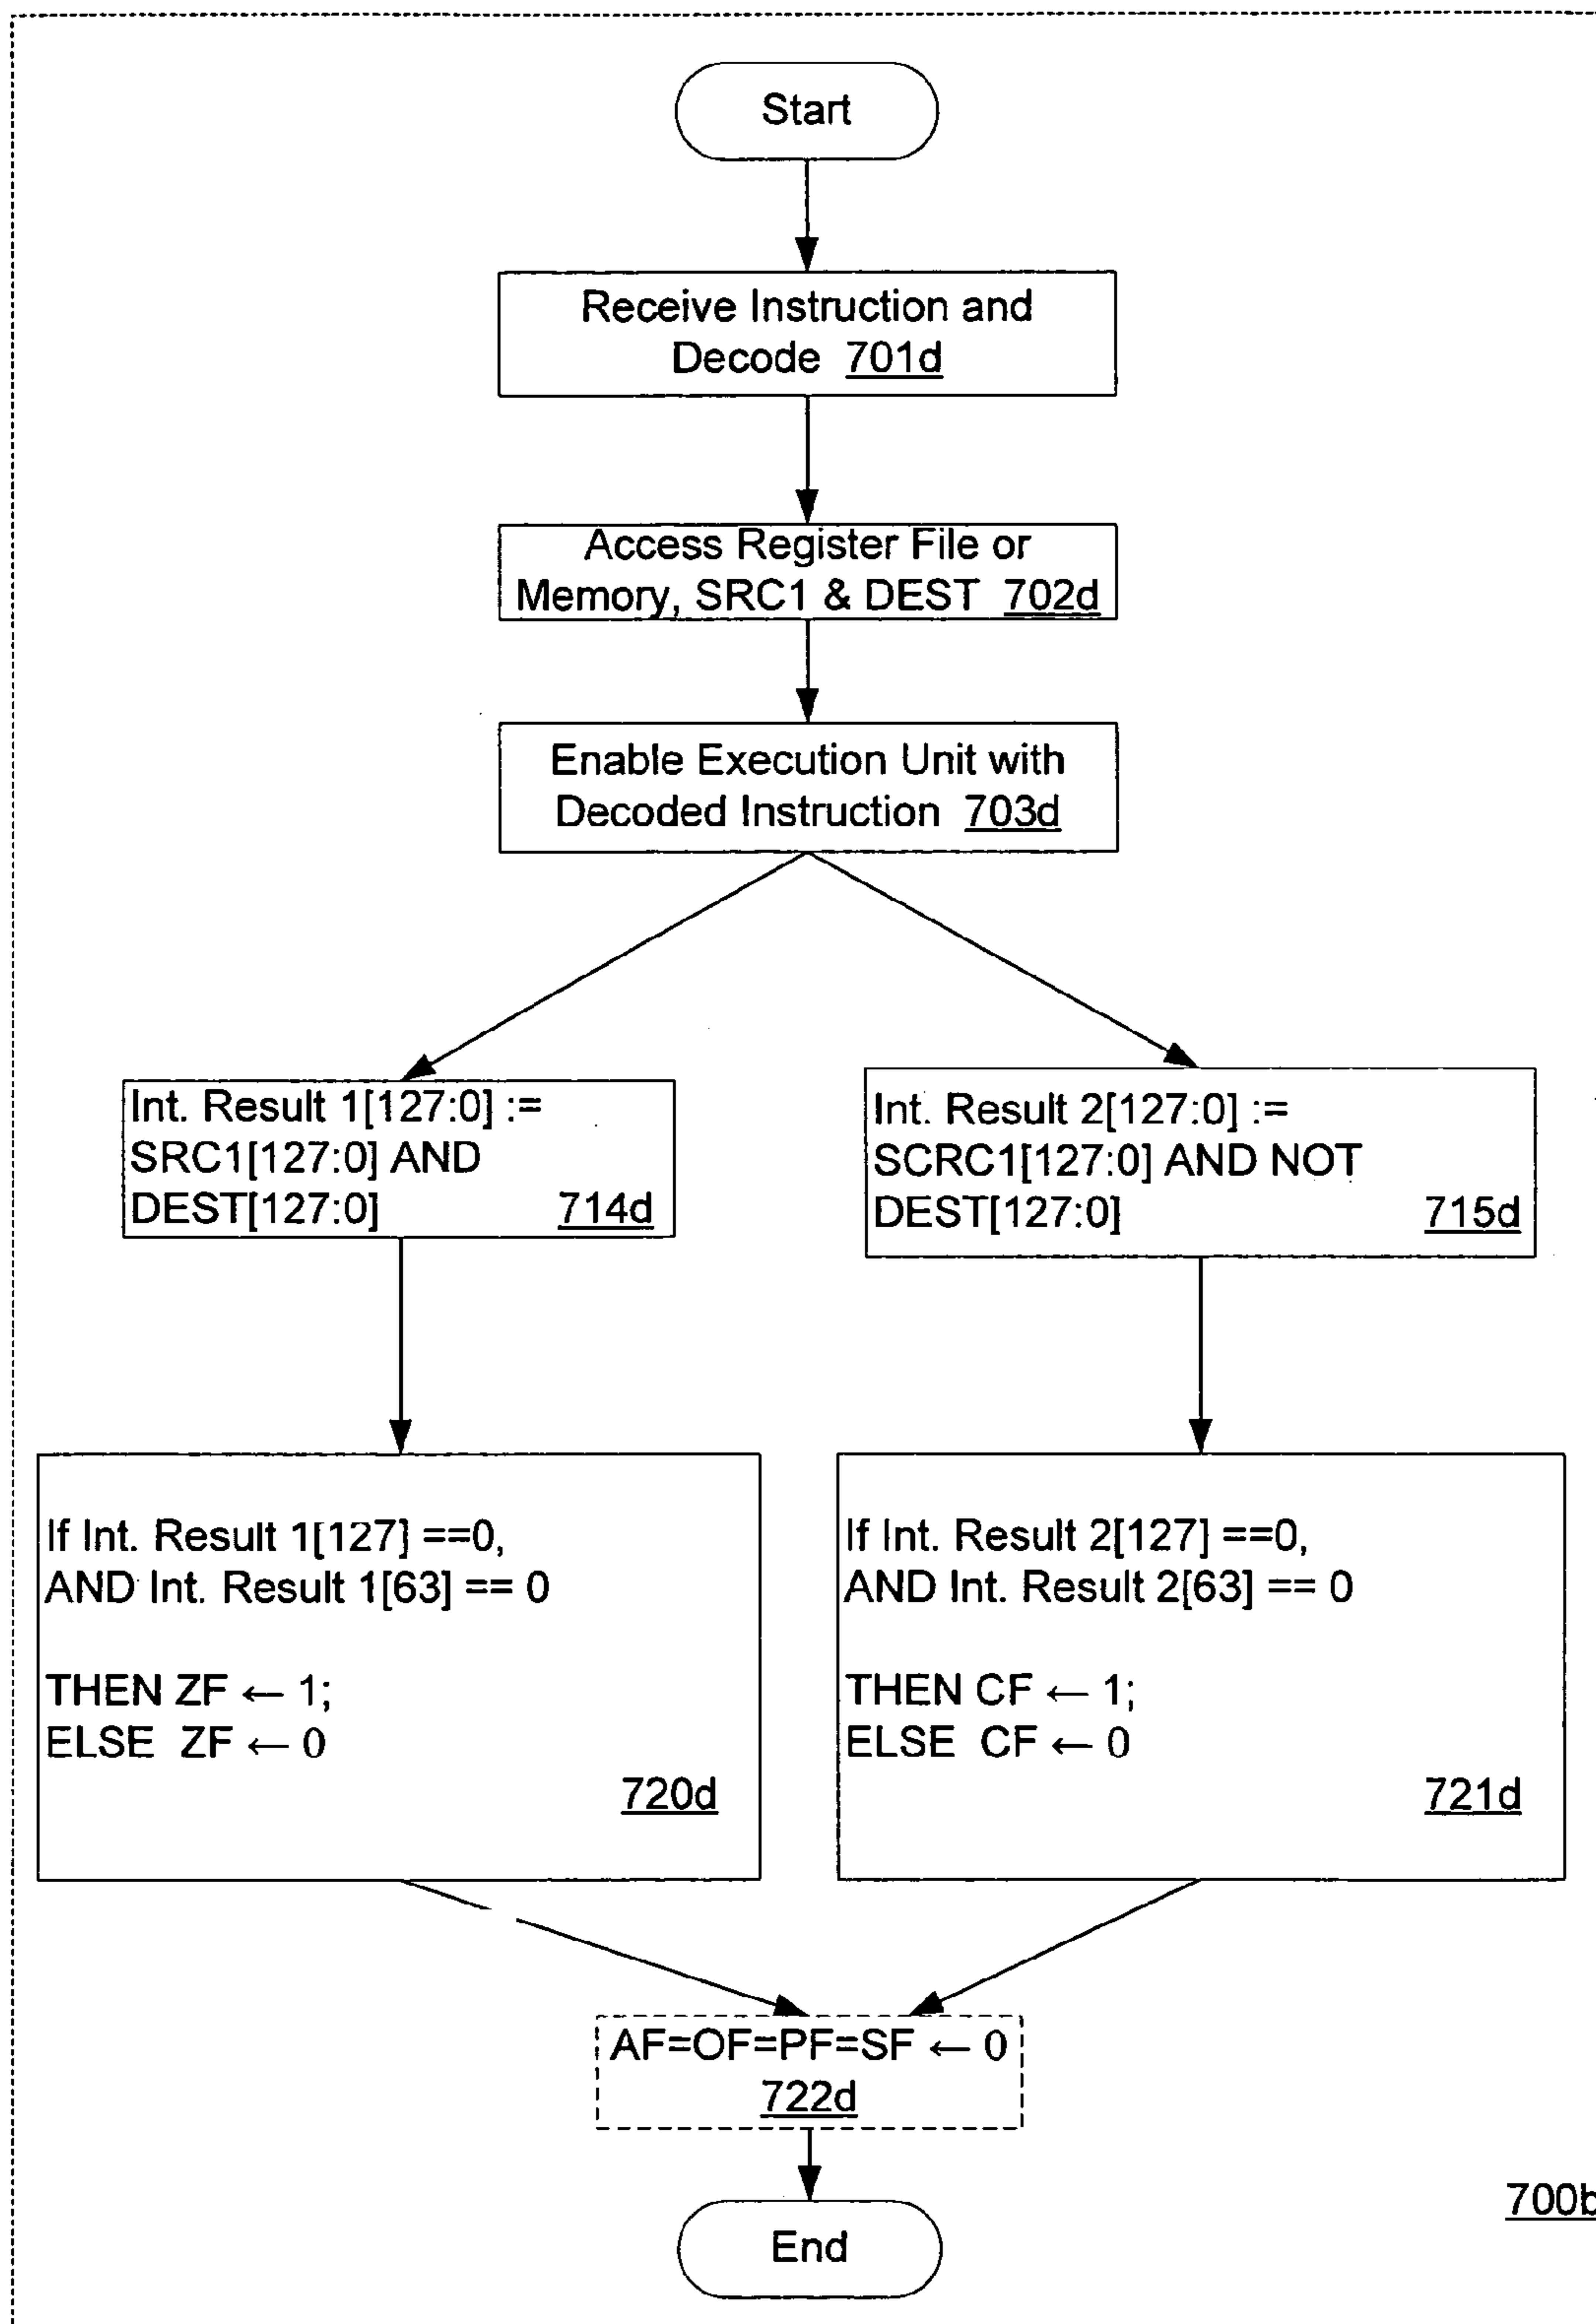 Start
Receive Instruction and
Decode 701d
Access Register File or
Memory, SRC1 & DEST 702d
Enable Execution Unit with
Decoded Instruction 703d
Int. Result 1[127:0] :=
SRC1[127:0] AND
DEST[127:0] 714d
Int. Result 2[127:0] :=
SCRC1[127:0] AND NOT
DEST[127:0] 715d
If Int. Result 1[127] ==0,
AND Int. Result 1[63] == 0
THEN ZF ← 1;
ELSE ZF ← 0
720d
If Int. Result 2[127] ==0,
AND Int. Result 2[63] == 0
THEN CF ← 1;
ELSE CF ← 0
721d
AF=OF=PF=SF ← 0
722d
End
700b